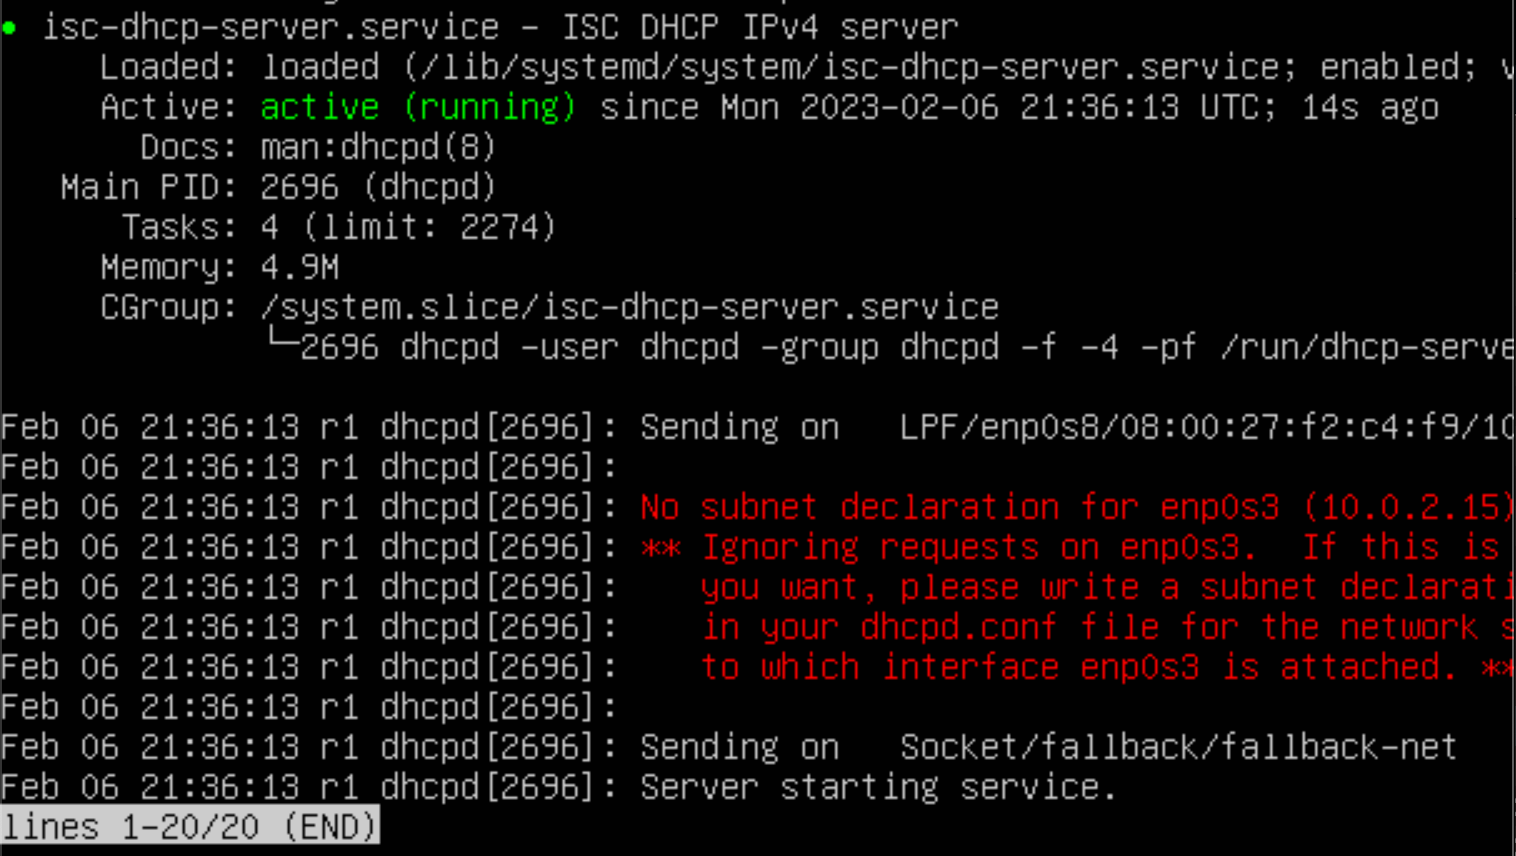 ● isc-dhcp-server.service - ISC DHCP IPv4 server
Loaded: loaded (/lib/systemd/system/isc-dhcp-server.service; enabled; v
Active: active (running) since Mon 2023-02-06 21:36:13 UTC; 14s ago
Docs: man:dhcpd(8)
Main PID: 2696 (dhcpd)
Tasks: 4 (limit: 2274)
Memory: 4.9M
CGroup: /system.slice/isc-dhcp-server.service
└─2696 dhcpd -user dhcpd -group dhcpd -f -4 -pf /run/dhcp-serve
Feb 06 21:36:13 r1 dhcpd[2696]: Sending on LPF/enp0s8/08:00:27:f2:c4:f9/10
Feb 06 21:36:13 r1 dhcpd[2696]:
Feb 06 21:36:13 r1 dhcpd[2696]: No subnet declaration for enp0s3 (10.0.2.15)
Feb 06 21:36:13 r1 dhcpd[2696]: ** Ignoring requests on enp0s3. If this is
Feb 06 21:36:13 r1 dhcpd[2696]: you want, please write a subnet declarati
Feb 06 21:36:13 r1 dhcpd[2696]: in your dhcpd.conf file for the network s
Feb 06 21:36:13 r1 dhcpd[2696]: to which interface enp0s3 is attached. **
Feb 06 21:36:13 r1 dhcpd[2696]:
Feb 06 21:36:13 r1 dhcpd[2696]: Sending on Socket/fallback/fallback-net
Feb 06 21:36:13 r1 dhcpd[2696]: Server starting service.
lines 1-20/20 (END)